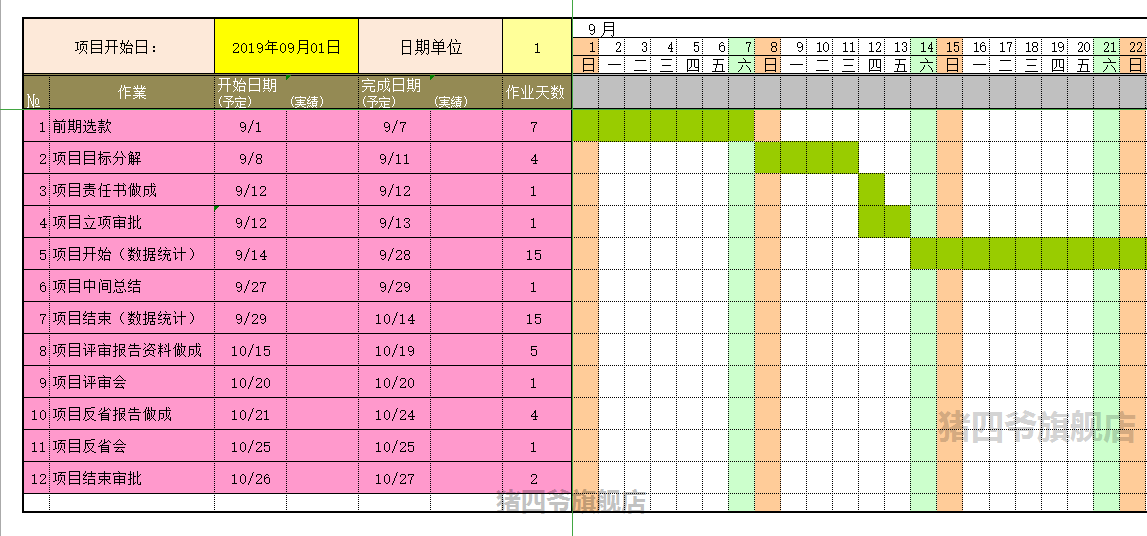 项目开始日： 2019年09月01日 日期单位 1 9 月
1 2 3 4 5 6 7 8 9 10 11 12 13 14 15 16 17 18 19 20 21 22
日 一 二 三 四 五 六 日 一 二 三 四 五 六 日 一 二 三 四 五 六 日
№ 作業 开始日期 完成日期 作业天数
(予定) (実績) (予定) (実績)
1 前期选款 9/1 9/7 7
2 项目目标分解 9/8 9/11 4
3 项目责任书做成 9/12 9/12 1
4 项目立项审批 9/12 9/13 1
5 项目开始（数据统计） 9/14 9/28 15
6 项目中间总结 9/27 9/29 1
7 项目结束（数据统计） 9/29 10/14 15
8 项目评审报告资料做成 10/15 10/19 5
9 项目评审会 10/20 10/20 1
10 项目反省报告做成 10/21 10/24 4
11 项目反省会 10/25 10/25 1
12 项目结束审批 10/26 10/27 2
猪四爷旗舰店
猪四爷旗舰店